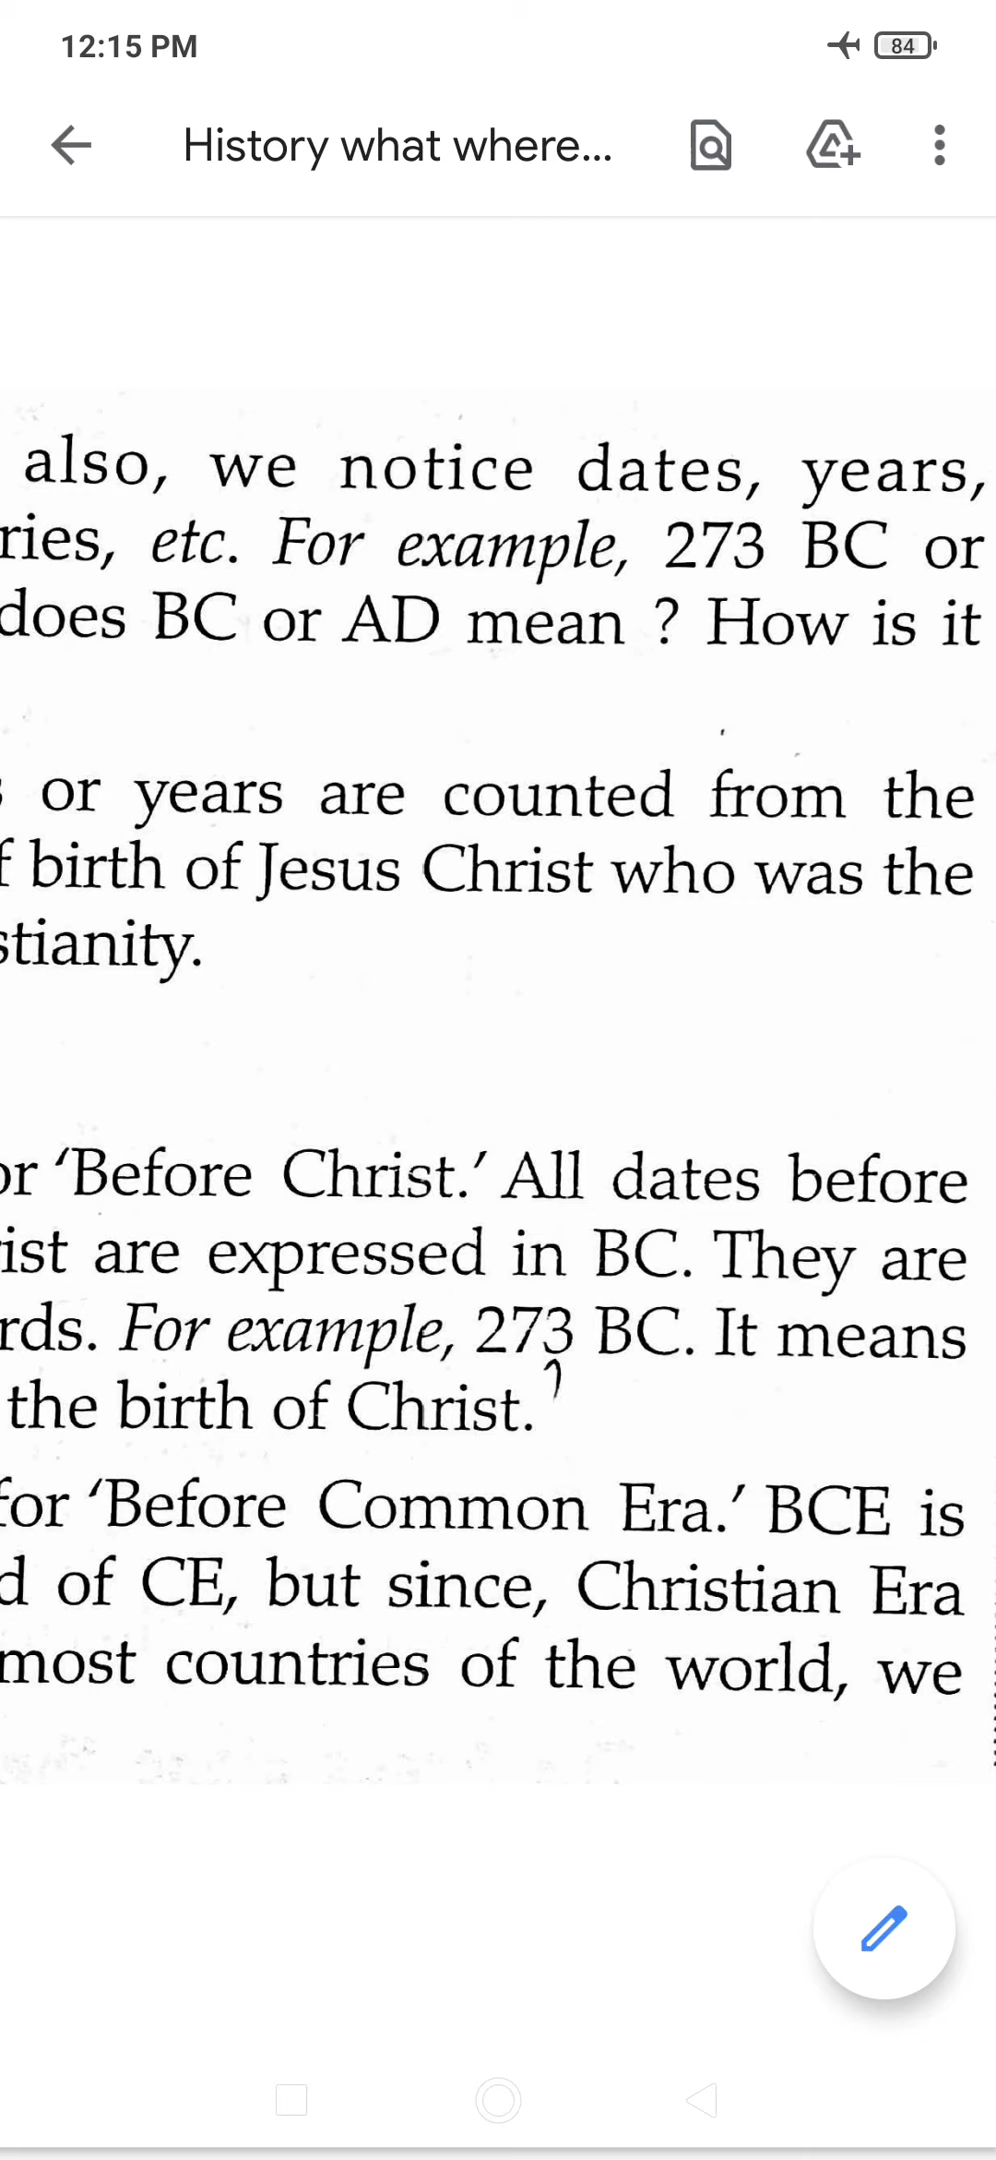 12:15 PM
84
History what where...
also, we notice dates, years,
ries, etc. For example, 273 BC or
does BC or AD mean ? How is it
or years are counted from the
f birth of Jesus Christ who was the
stianity.
or 'Before Christ.' All dates before
ist are expressed in BC. They are
rds. For example, 273 BC. It means
the birth of Christ.
for 'Before Common Era.' BCE is
d of CE, but since, Christian Era
most countries of the world, we